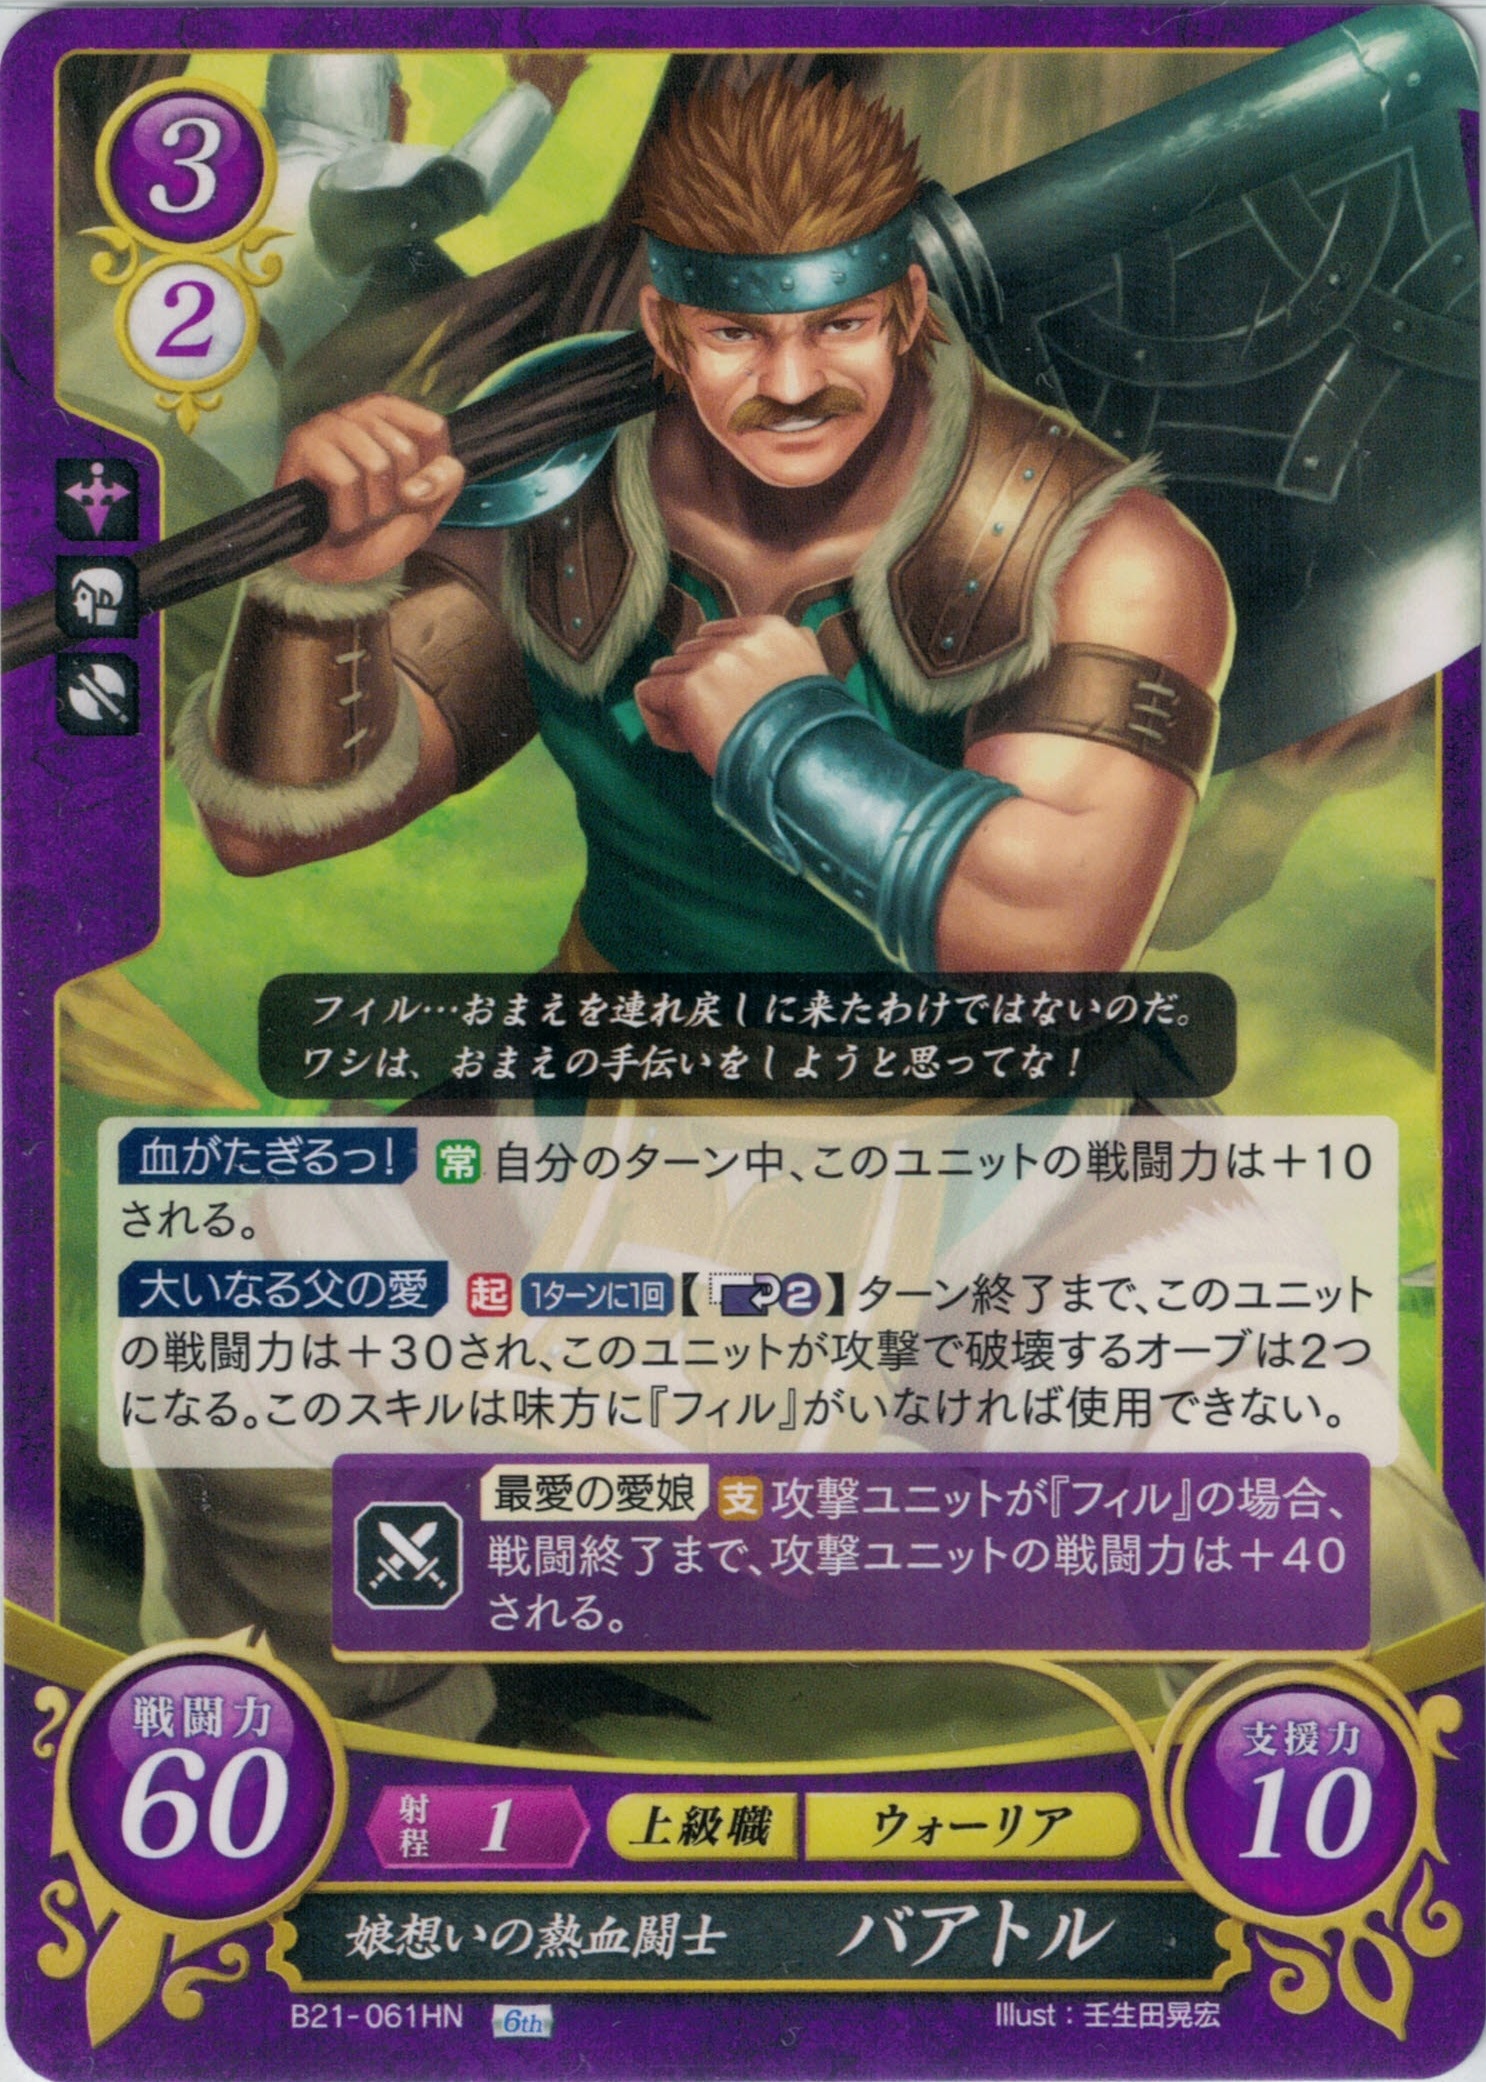 3
2
フィル…おまえを連れ戻しに来たわけではないのだ。
ワシは、おまえの手伝いをしようと思ってな！
血がたぎるっ！ 常 自分のターン中、このユニットの戦闘力は＋10
される。
大いなる父の愛 起 1ターンに1回【2】ターン終了まで、このユニット
の戦闘力は＋30され、このユニットが攻撃で破壊するオーブは2つ
になる。このスキルは味方に『フィル』がいなければ使用できない。
最愛の愛娘 支 攻撃ユニットが『フィル』の場合、
戦闘終了まで、攻撃ユニットの戦闘力は＋40
される。
戦闘力
60
射程 1
上級職 ウォーリア
支援力
10
娘想いの熱血闘士 バアトル
B21-061HN 6th
Illust：壬生田晃宏